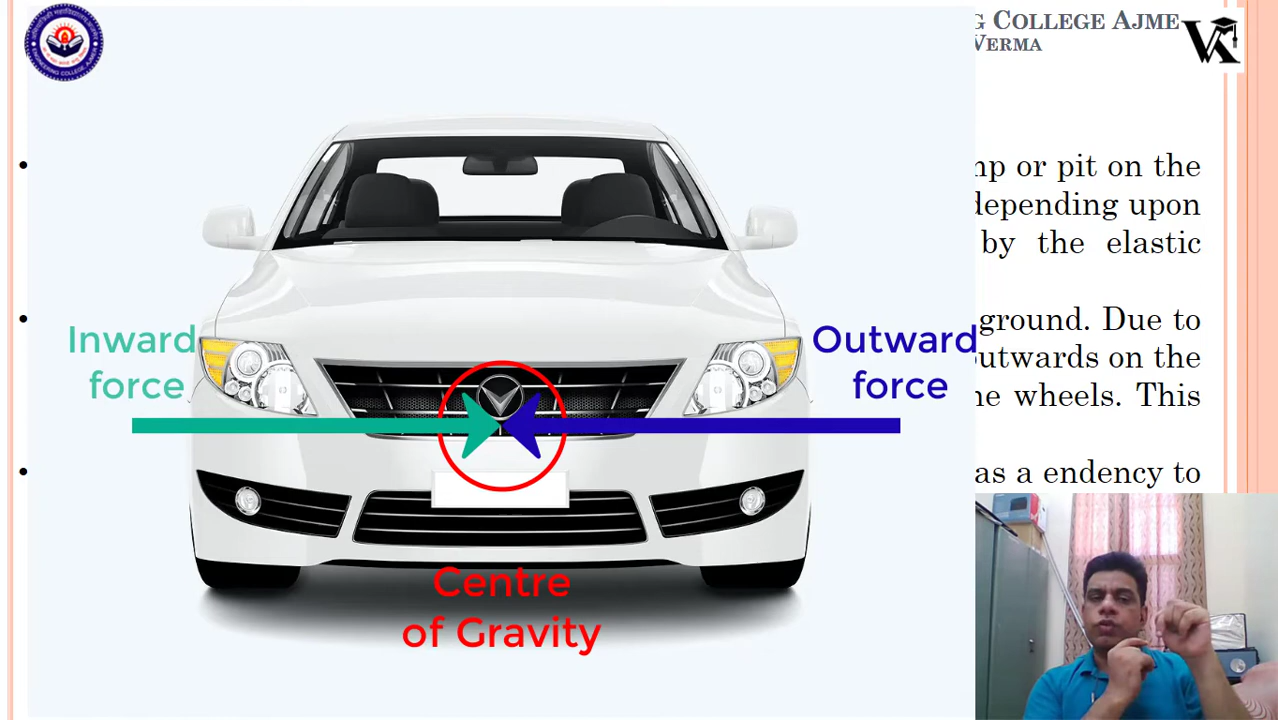 G COLLEGE AJME
VERMA
mp or pit on the
depending upon
by the elastic
Inward
force
Outward
force
ground. Due to
outwards on the
ne wheels. This
as a endency to
Centre
of Gravity